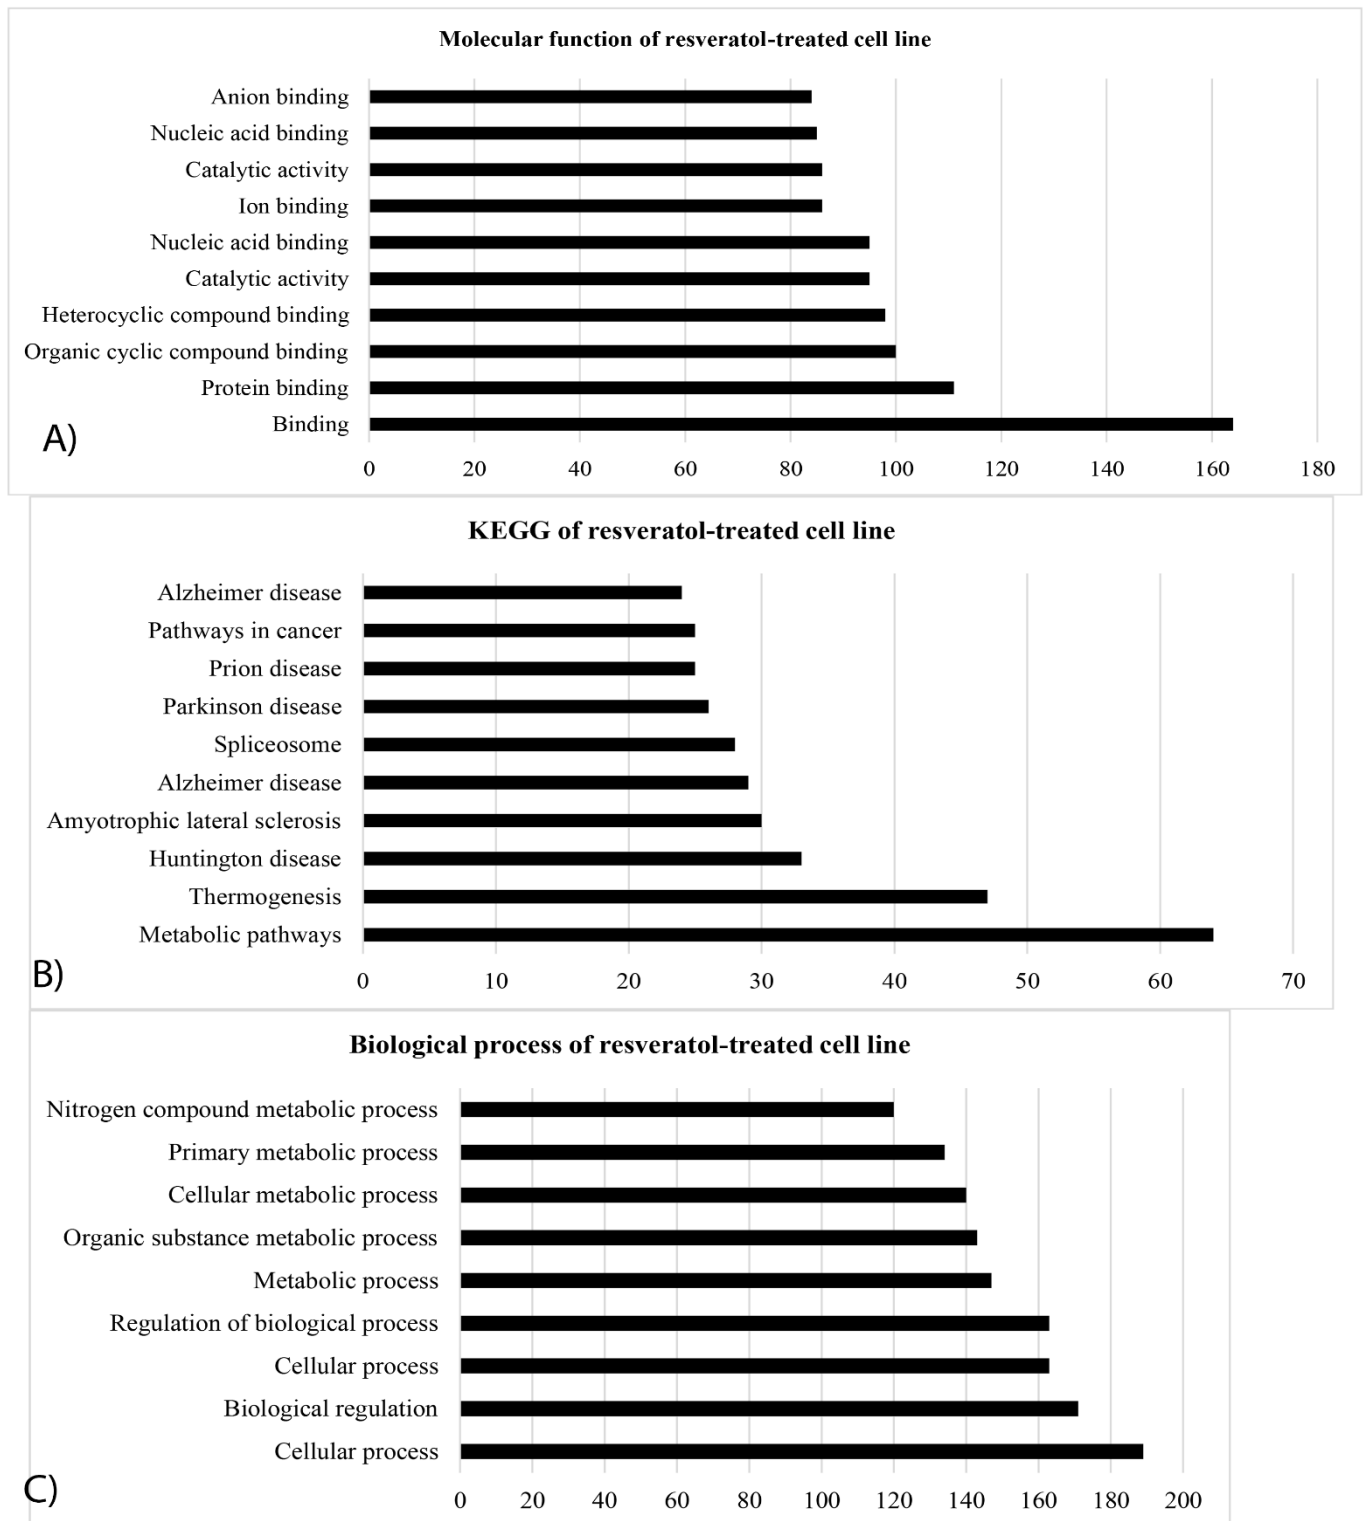 Molecular function of resveratol-treated cell line
Anion binding
Nucleic acid binding
Catalytic activity
Ion binding
Nucleic acid binding
Catalytic activity
Heterocyclic compound binding
Organic cyclic compound binding
Protein binding
Binding
A)
0 20 40 60 80 100 120 140 160 180
KEGG of resveratol-treated cell line
Alzheimer disease
Pathways in cancer
Prion disease
Parkinson disease
Spliceosome
Alzheimer disease
Amyotrophic lateral sclerosis
Huntington disease
Thermogenesis
Metabolic pathways
B)
0 10 20 30 40 50 60 70
Biological process of resveratol-treated cell line
Nitrogen compound metabolic process
Primary metabolic process
Cellular metabolic process
Organic substance metabolic process
Metabolic process
Regulation of biological process
Cellular process
Biological regulation
Cellular process
C)
0 20 40 60 80 100 120 140 160 180 200